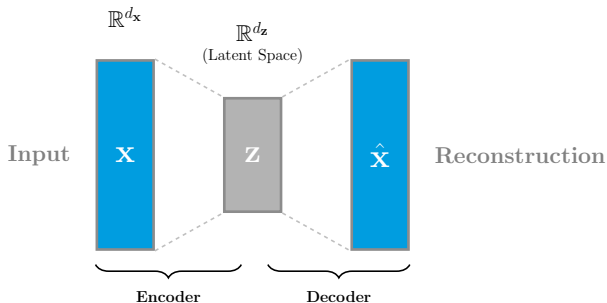 ℝ^{d_𝐱}
ℝ^{d_𝐳}
(Latent Space)
Input
x
z
x̂
Reconstruction
Encoder
Decoder